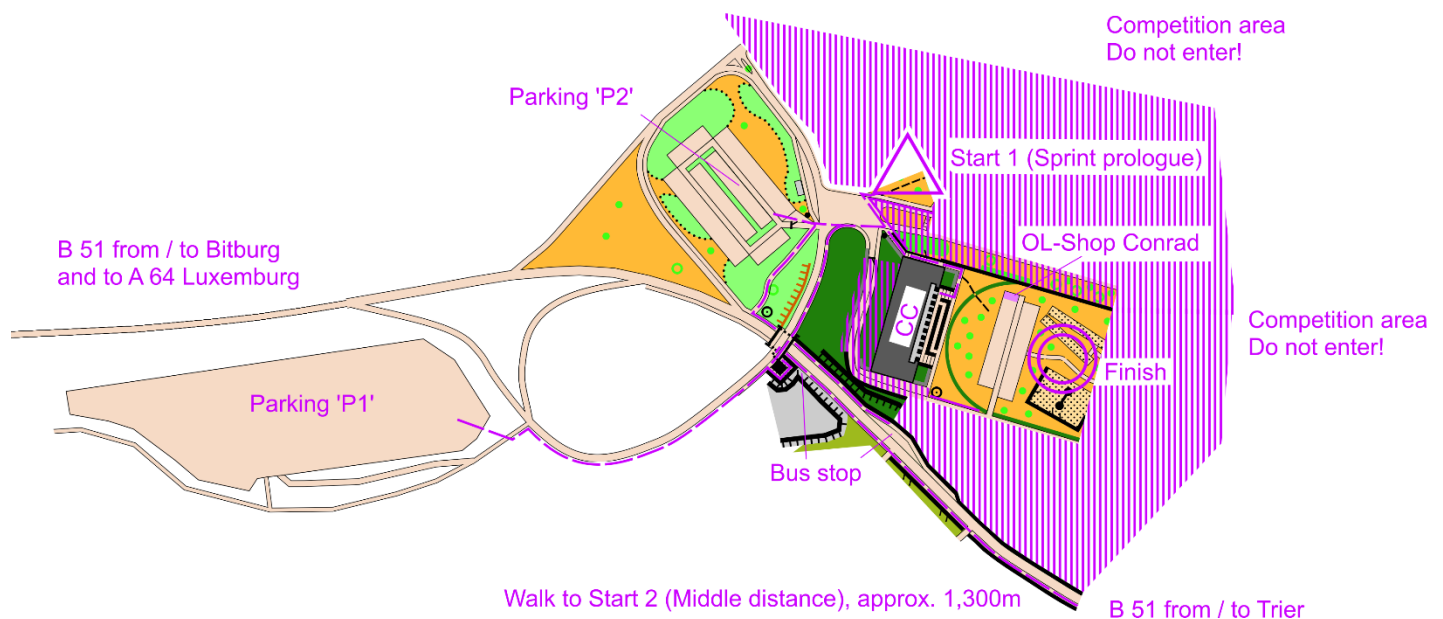 Competition area
Do not enter!
Parking 'P2'
Start 1 (Sprint prologue)
B 51 from / to Bitburg
and to A 64 Luxemburg
OL-Shop Conrad
CC
Competition area
Do not enter!
Finish
Parking 'P1'
Bus stop
Walk to Start 2 (Middle distance), approx. 1,300m
B 51 from / to Trier